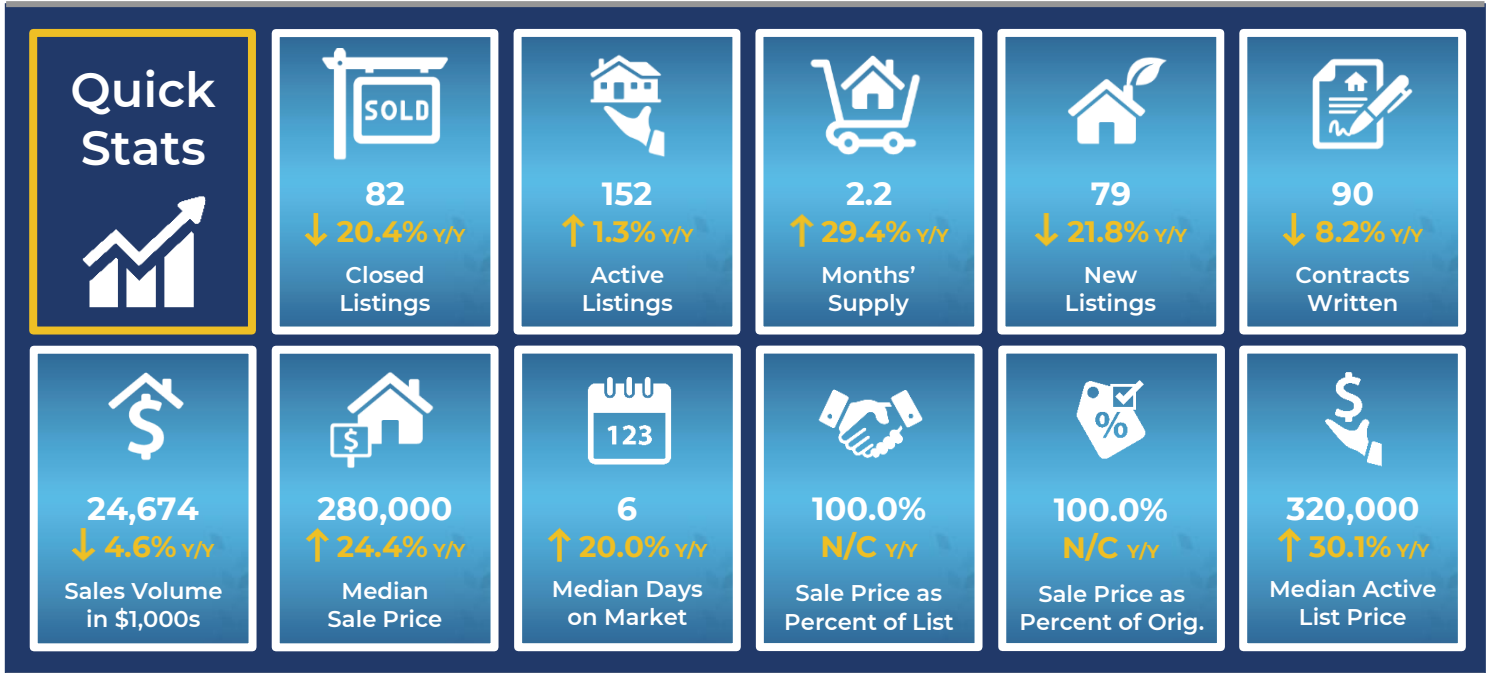 Quick
Stats
SOLD
82
↓ 20.4% Y/Y
Closed
Listings
152
↑ 1.3% Y/Y
Active
Listings
2.2
↑ 29.4% Y/Y
Months’
Supply
79
↓ 21.8% Y/Y
New
Listings
90
↓ 8.2% Y/Y
Contracts
Written
$
24,674
↓ 4.6% Y/Y
Sales Volume
in $1,000s
$
280,000
↑ 24.4% Y/Y
Median
Sale Price
123
6
↑ 20.0% Y/Y
Median Days
on Market
100.0%
N/C Y/Y
Sale Price as
Percent of List
%
100.0%
N/C Y/Y
Sale Price as
Percent of Orig.
$
320,000
↑ 30.1% Y/Y
Median Active
List Price